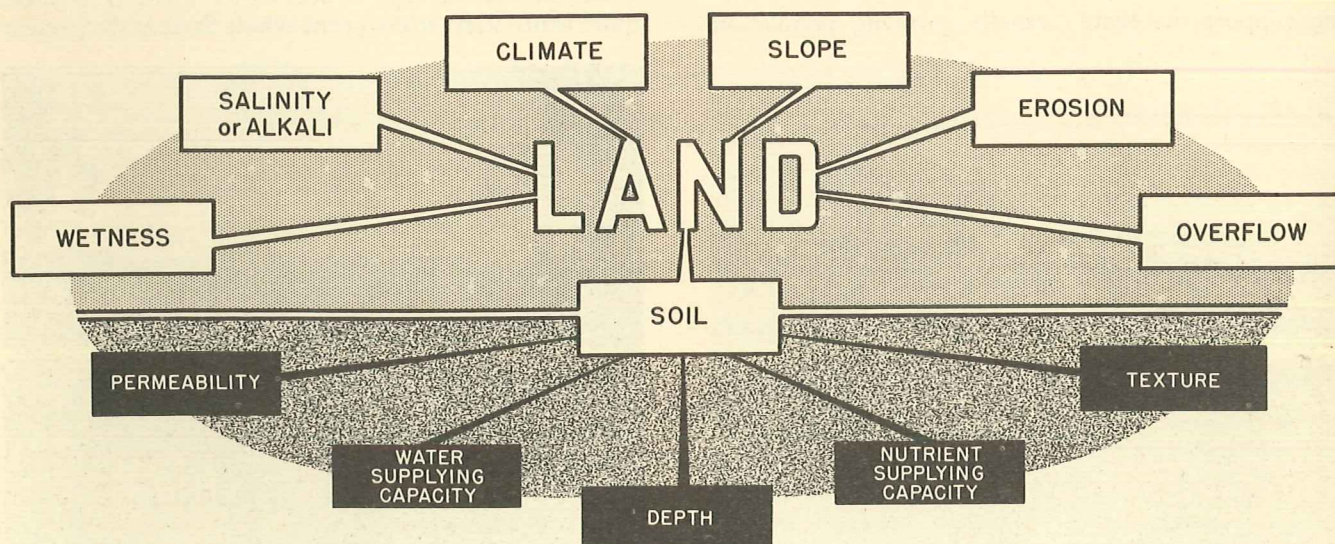 CLIMATE
SLOPE
SALINITY
or ALKALI
EROSION
LAND
WETNESS
OVERFLOW
SOIL
PERMEABILITY
TEXTURE
WATER
SUPPLYING
CAPACITY
NUTRIENT
SUPPLYING
CAPACITY
DEPTH